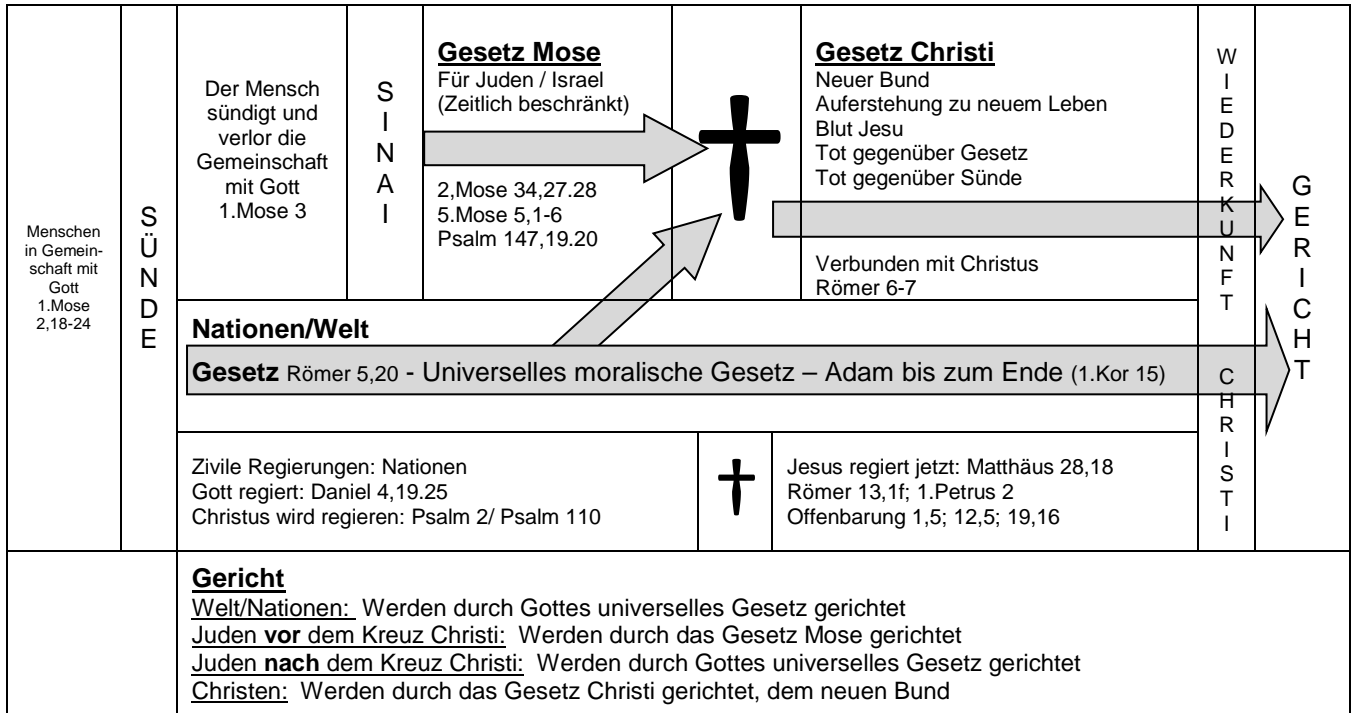 Menschen
in Gemein-
schaft mit
Gott
1.Mose
2,18-24
SÜNDE
Der Mensch
sündigt und
verlor die
Gemeinschaft
mit Gott
1.Mose 3
SINAI
Gesetz Mose
Für Juden / Israel
(Zeitlich beschränkt)
2,Mose 34,27.28
5.Mose 5,1-6
Psalm 147,19.20
Gesetz Christi
Neuer Bund
Auferstehung zu neuem Leben
Blut Jesu
Tot gegenüber Gesetz
Tot gegenüber Sünde
Verbunden mit Christus
Römer 6-7
WIEDERKUNFT CHRISTI
GERICHT
Nationen/Welt
Gesetz Römer 5,20 - Universelles moralische Gesetz – Adam bis zum Ende (1.Kor 15)
Zivile Regierungen: Nationen
Gott regiert: Daniel 4,19.25
Christus wird regieren: Psalm 2/ Psalm 110
Jesus regiert jetzt: Matthäus 28,18
Römer 13,1f; 1.Petrus 2
Offenbarung 1,5; 12,5; 19,16
Gericht
Welt/Nationen: Werden durch Gottes universelles Gesetz gerichtet
Juden vor dem Kreuz Christi: Werden durch das Gesetz Mose gerichtet
Juden nach dem Kreuz Christi: Werden durch Gottes universelles Gesetz gerichtet
Christen: Werden durch das Gesetz Christi gerichtet, dem neuen Bund